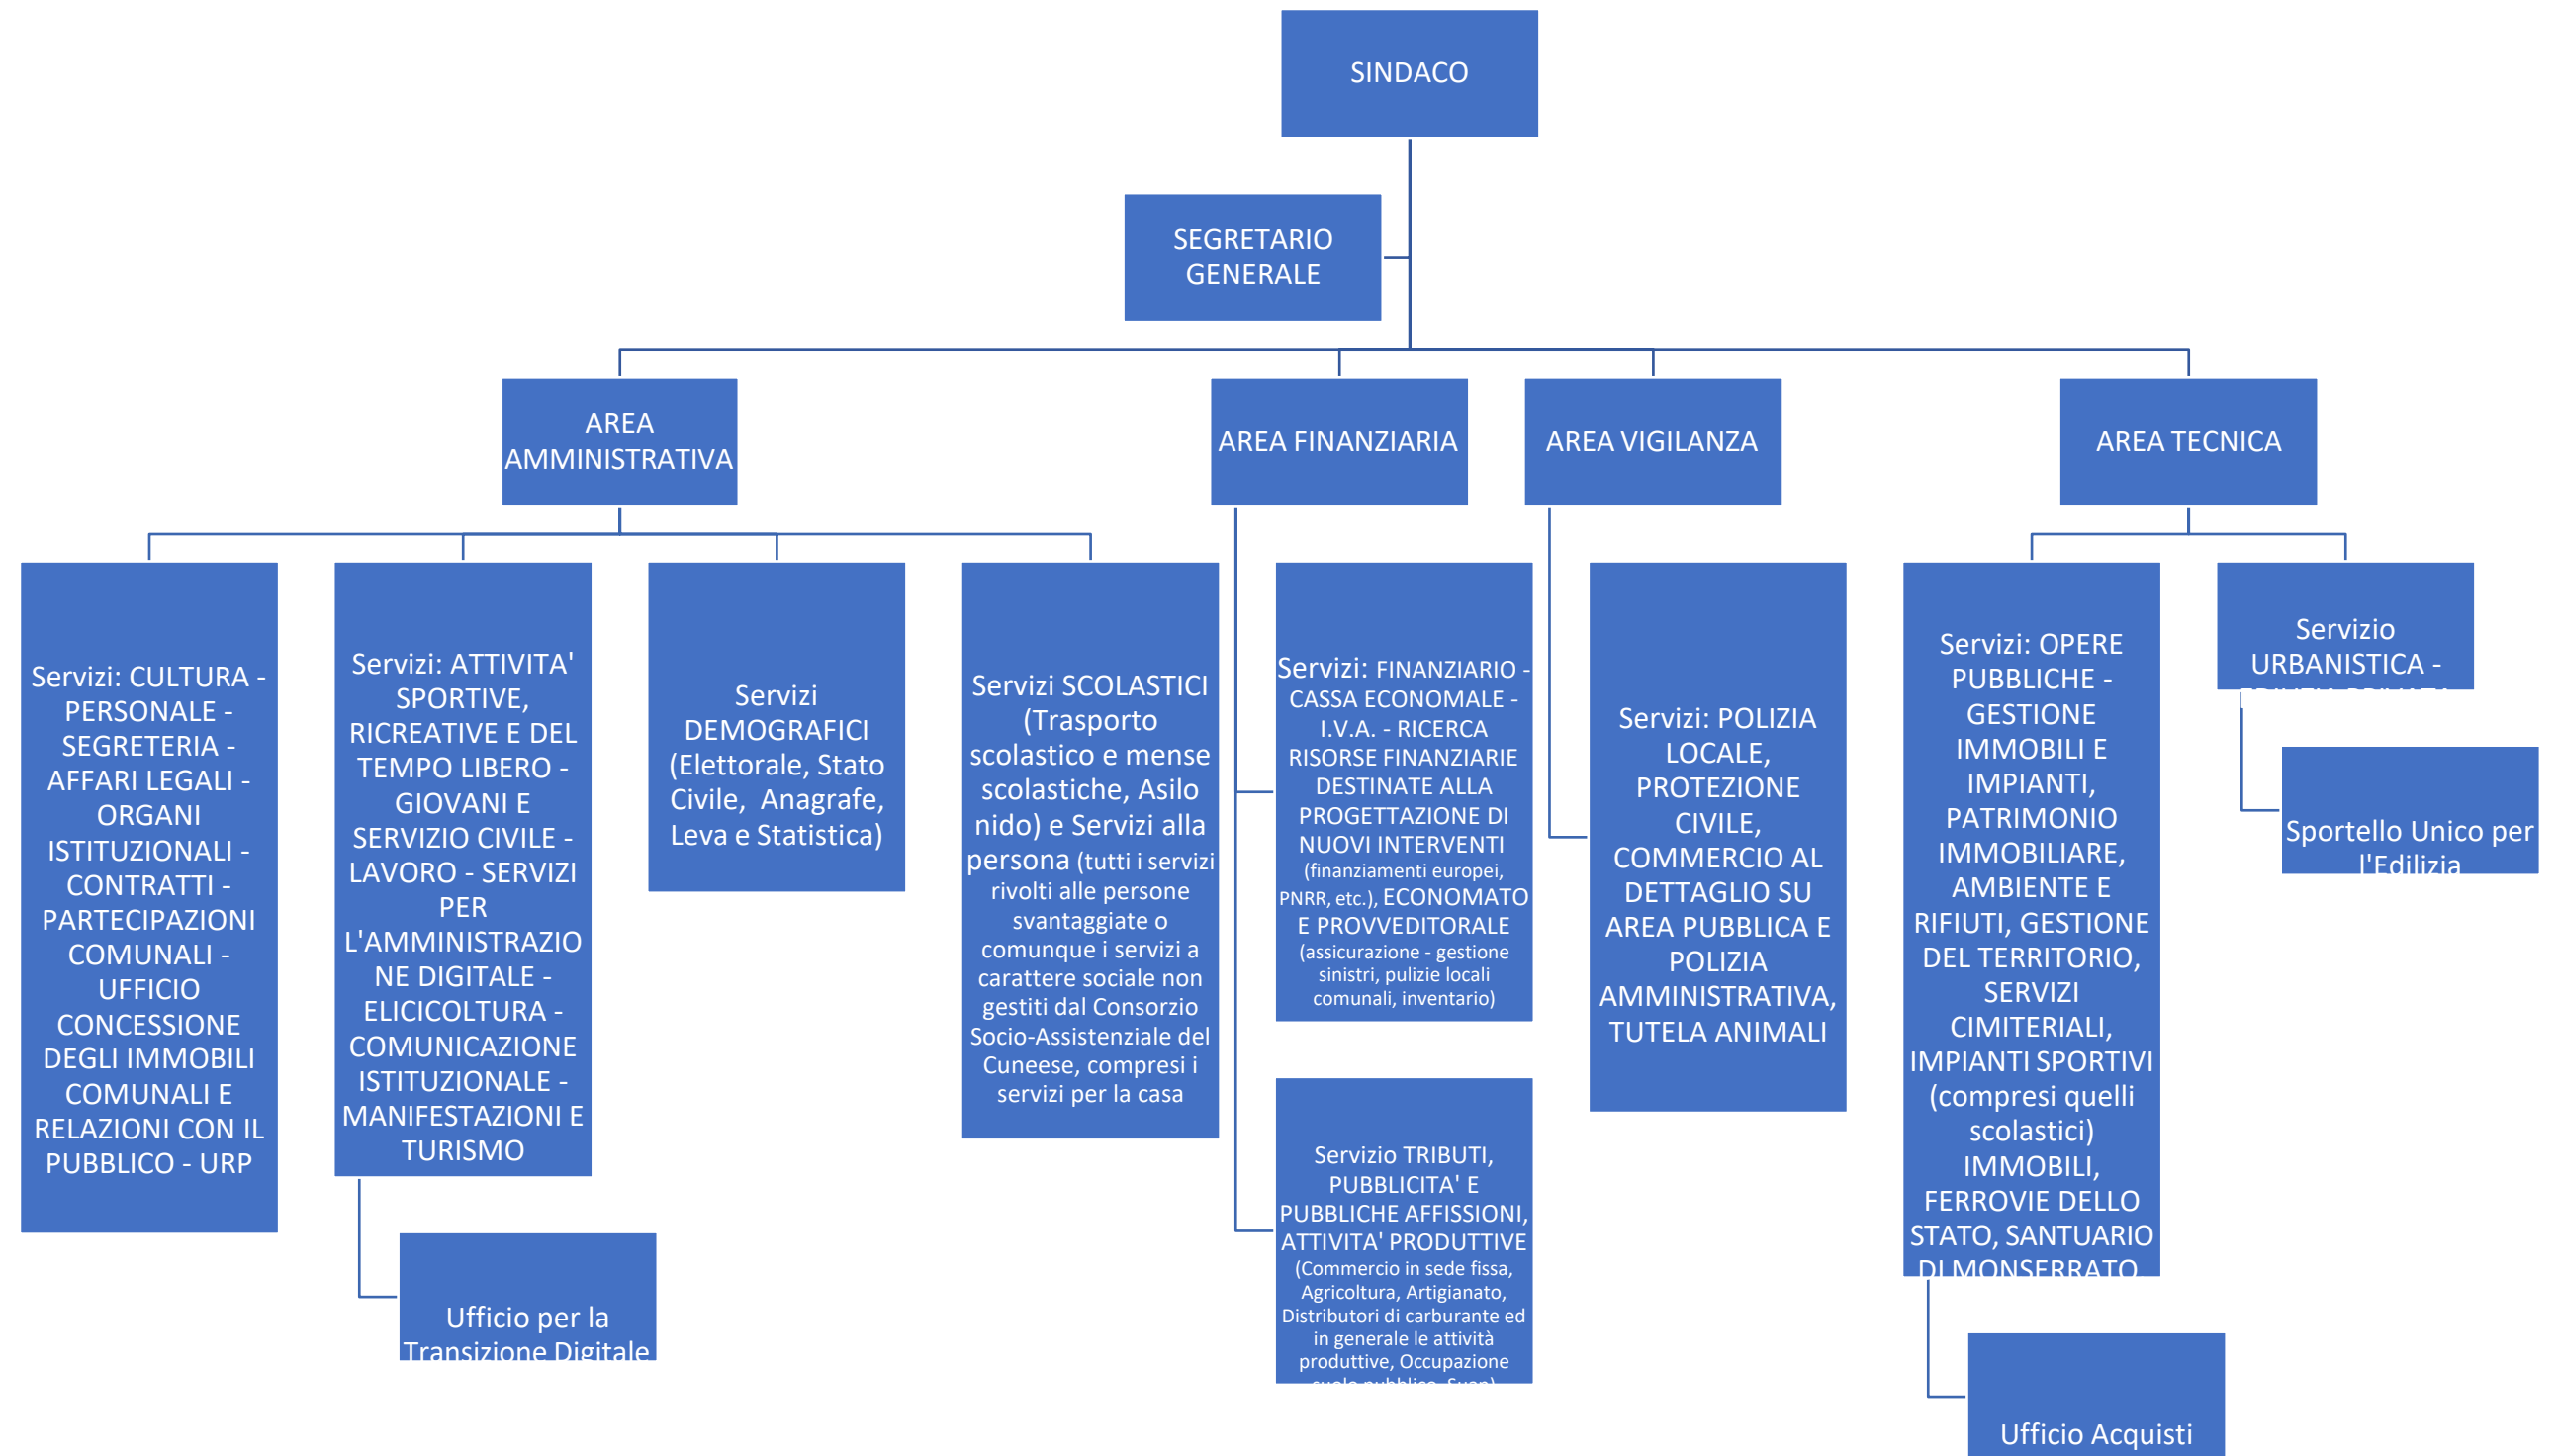 SINDACO
SEGRETARIO
GENERALE
AREA
AMMINISTRATIVA
AREA FINANZIARIA
AREA VIGILANZA
AREA TECNICA
Servizi: CULTURA -
PERSONALE -
SEGRETERIA -
AFFARI LEGALI -
ORGANI
ISTITUZIONALI -
CONTRATTI -
PARTECIPAZIONI
COMUNALI -
UFFICIO
CONCESSIONE
DEGLI IMMOBILI
COMUNALI E
RELAZIONI CON IL
PUBBLICO - URP
Servizi: ATTIVITA'
SPORTIVE,
RICREATIVE E DEL
TEMPO LIBERO -
GIOVANI E
SERVIZIO CIVILE -
LAVORO - SERVIZI
PER
L'AMMINISTRAZIO
NE DIGITALE -
ELICICOLTURA -
COMUNICAZIONE
ISTITUZIONALE -
MANIFESTAZIONI E
TURISMO
Ufficio per la
Transizione Digitale
Servizi
DEMOGRAFICI
(Elettorale, Stato
Civile, Anagrafe,
Leva e Statistica)
Servizi SCOLASTICI
(Trasporto
scolastico e mense
scolastiche, Asilo
nido) e Servizi alla
persona (tutti i servizi
rivolti alle persone
svantaggiate o
comunque i servizi a
carattere sociale non
gestiti dal Consorzio
Socio-Assistenziale del
Cuneese, compresi i
servizi per la casa
Servizi: FINANZIARIO -
CASSA ECONOMALE -
I.V.A. - RICERCA
RISORSE FINANZIARIE
DESTINATE ALLA
PROGETTAZIONE DI
NUOVI INTERVENTI
(finanziamenti europei,
PNRR, etc.), ECONOMATO
E PROVVEDITORALE
(assicurazione - gestione
sinistri, pulizie locali
comunali, inventario)
Servizio TRIBUTI,
PUBBLICITA' E
PUBBLICHE AFFISSIONI,
ATTIVITA' PRODUTTIVE
(Commercio in sede fissa,
Agricoltura, Artigianato,
Distributori di carburante ed
in generale le attività
produttive, Occupazione
suolo pubblico, Suap)
Servizi: POLIZIA
LOCALE,
PROTEZIONE
CIVILE,
COMMERCIO AL
DETTAGLIO SU
AREA PUBBLICA E
POLIZIA
AMMINISTRATIVA,
TUTELA ANIMALI
Servizi: OPERE
PUBBLICHE -
GESTIONE
IMMOBILI E
IMPIANTI,
PATRIMONIO
IMMOBILIARE,
AMBIENTE E
RIFIUTI, GESTIONE
DEL TERRITORIO,
SERVIZI
CIMITERIALI,
IMPIANTI SPORTIVI
(compresi quelli
scolastici)
IMMOBILI,
FERROVIE DELLO
STATO, SANTUARIO
DI MONSERRATO
Ufficio Acquisti
Servizio
URBANISTICA -
EDILIZIA PRIVATA
Sportello Unico per
l'Edilizia